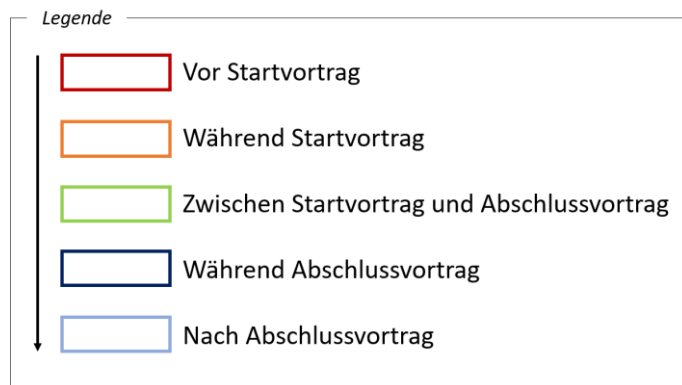 Legende
Vor Startvortrag
Während Startvortrag
Zwischen Startvortrag und Abschlussvortrag
Während Abschlussvortrag
Nach Abschlussvortrag